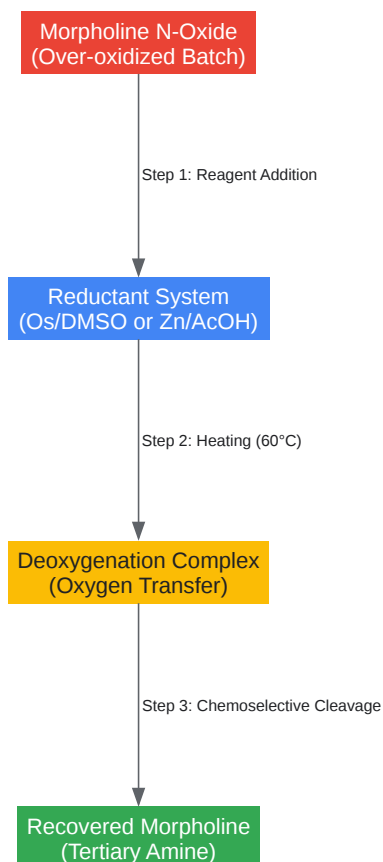 Morpholine N-Oxide
(Over-oxidized Batch)
Step 1: Reagent Addition
Reductant System
(Os/DMSO or Zn/AcOH)
Step 2: Heating (60°C)
Deoxygenation Complex
(Oxygen Transfer)
Step 3: Chemoselective Cleavage
Recovered Morpholine
(Tertiary Amine)